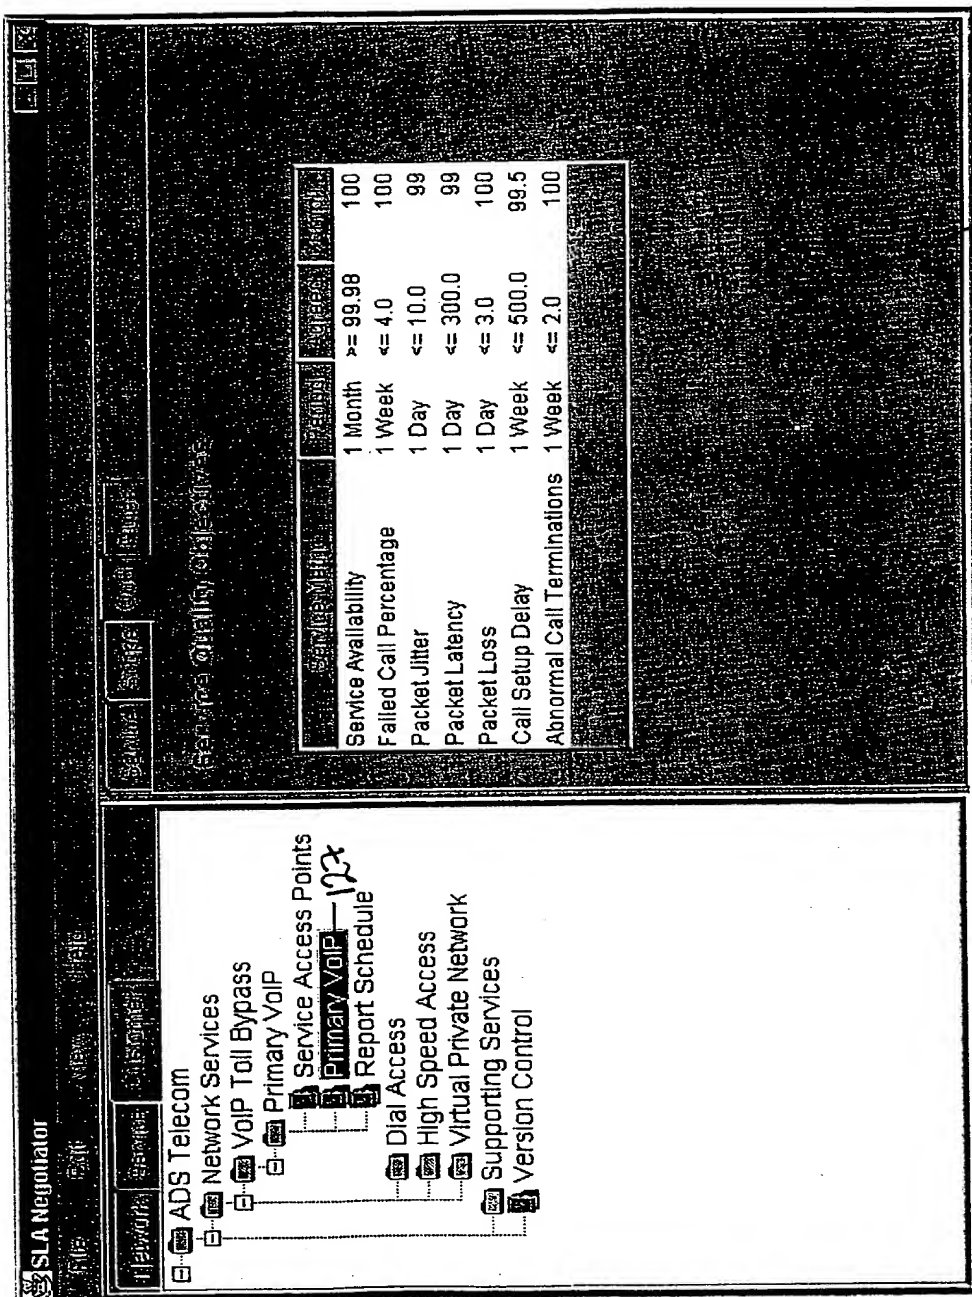 SLA Negotiator
File Edit View Help
Network Service Customer
ADS Telecom
Network Services
VoIP Toll Bypass
Primary VoIP
Service Access Points
Primary VoIP 127
Report Schedule
Dial Access
High Speed Access
Virtual Private Network
Supporting Services
Version Control
Service Quality Objectives
Service Metric Period
Service Availability 1 Month >= 99.98 100
Failed Call Percentage 1 Week <= 4.0 100
Packet Jitter 1 Day <= 10.0 99
Packet Latency 1 Day <= 300.0 99
Packet Loss 1 Day <= 3.0 100
Call Setup Delay 1 Week <= 500.0 99.5
Abnormal Call Terminations 1 Week <= 2.0 100